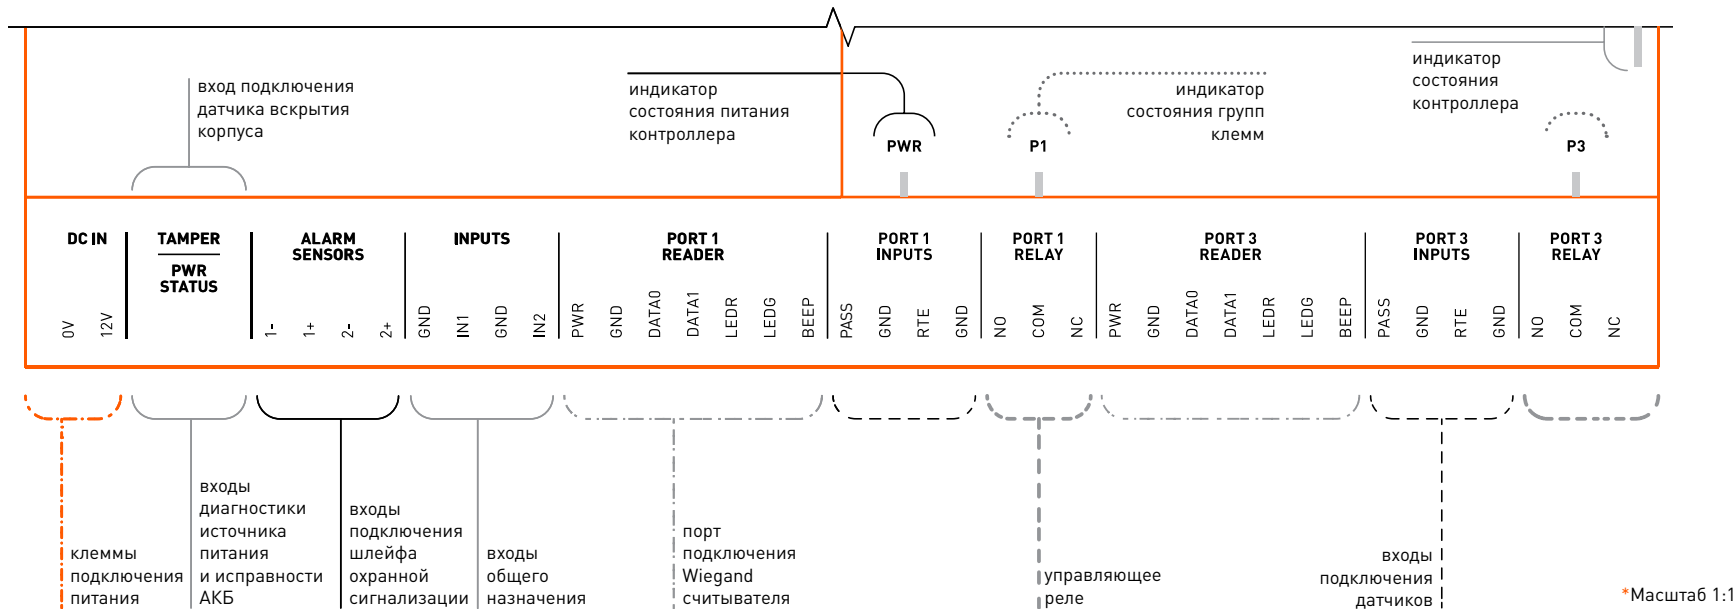 вход подключения
датчика вскрытия
корпуса
индикатор
состояния питания
контроллера
PWR
P1
индикатор
состояния групп
клемм
индикатор
состояния
контроллера
P3
DC IN
0V
12V
TAMPER
PWR
STATUS
ALARM
SENSORS
1-
1+
2-
2+
INPUTS
GND
IN1
GND
IN2
PORT 1
READER
PWR
GND
DATA0
DATA1
LEDR
LEDG
BEEP
PORT 1
INPUTS
PASS
GND
RTE
GND
PORT 1
RELAY
NO
COM
NC
PORT 3
READER
PWR
GND
DATA0
DATA1
LEDR
LEDG
BEEP
PORT 3
INPUTS
PASS
GND
RTE
GND
PORT 3
RELAY
NO
COM
NC
клеммы
подключения
питания
входы
диагностики
источника
питания
и исправности
АКБ
входы
подключения
шлейфа
охранной
сигнализации
входы
общего
назначения
порт
подключения
Wiegand
считывателя
управляющее
реле
входы
подключения
датчиков
*Масштаб 1:1